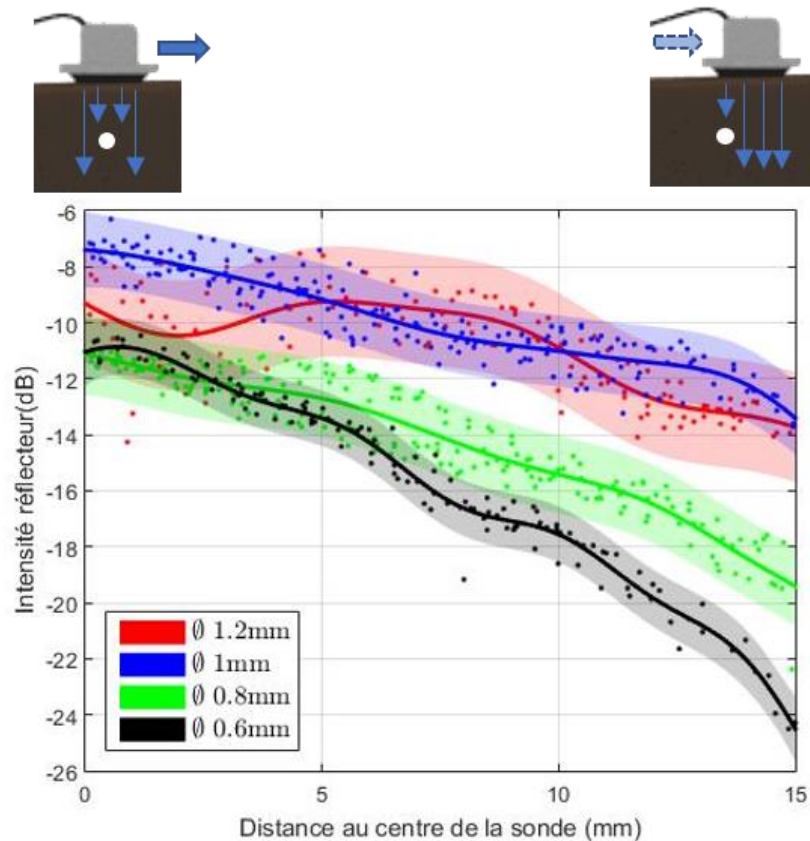 -6
-8
-10
-12
-14
-16
-18
-20
-22
-24
-26
Intensité réflecteur(dB)
∅ 1.2mm
∅ 1mm
∅ 0.8mm
∅ 0.6mm
0 5 10 15
Distance au centre de la sonde (mm)